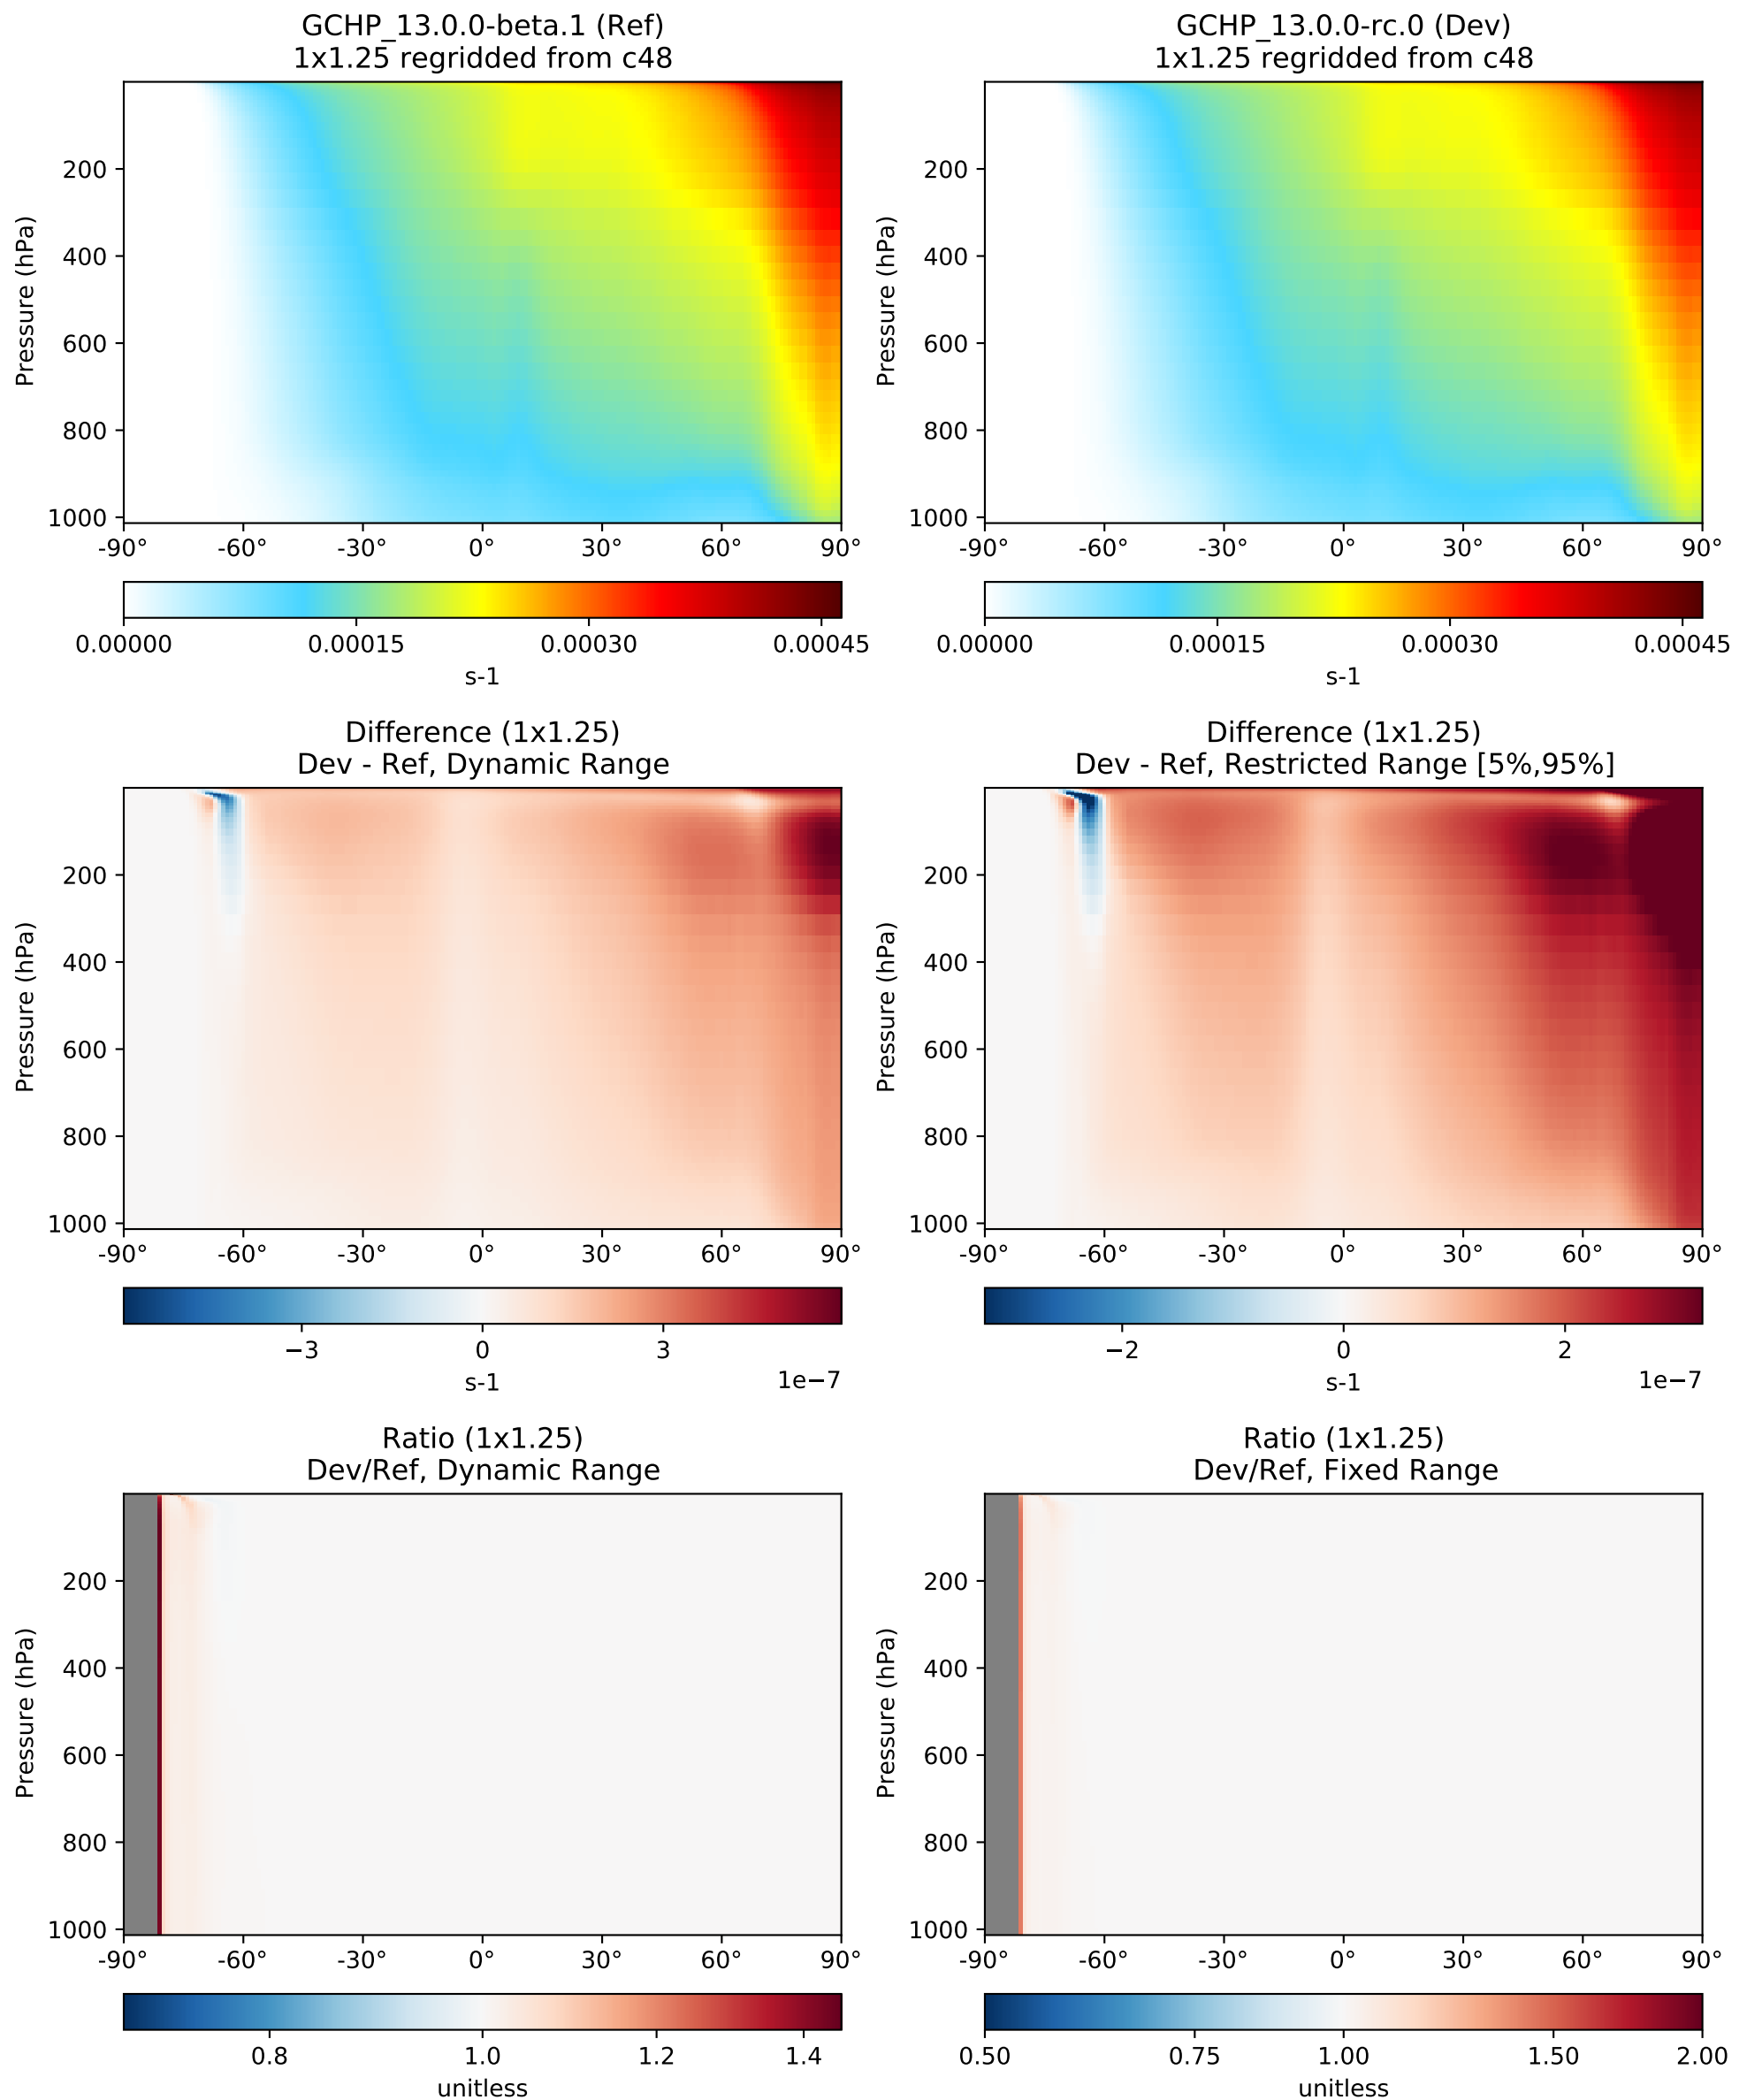 GCHP_13.0.0-beta.1 (Ref)
1x1.25 regridded from c48
Pressure (hPa)
200
400
600
800
1000
-90° -60° -30° 0° 30° 60° 90°
0.00000 0.00015 0.00030 0.00045
s-1
GCHP_13.0.0-rc.0 (Dev)
1x1.25 regridded from c48
Pressure (hPa)
200
400
600
800
1000
-90° -60° -30° 0° 30° 60° 90°
0.00000 0.00015 0.00030 0.00045
s-1
Difference (1x1.25)
Dev - Ref, Dynamic Range
Pressure (hPa)
200
400
600
800
1000
-90° -60° -30° 0° 30° 60° 90°
−3 0 3
s-1 1e−7
Difference (1x1.25)
Dev - Ref, Restricted Range [5%,95%]
Pressure (hPa)
200
400
600
800
1000
-90° -60° -30° 0° 30° 60° 90°
−2 0 2
s-1 1e−7
Ratio (1x1.25)
Dev/Ref, Dynamic Range
Pressure (hPa)
200
400
600
800
1000
-90° -60° -30° 0° 30° 60° 90°
0.8 1.0 1.2 1.4
unitless
Ratio (1x1.25)
Dev/Ref, Fixed Range
Pressure (hPa)
200
400
600
800
1000
-90° -60° -30° 0° 30° 60° 90°
0.50 0.75 1.00 1.50 2.00
unitless